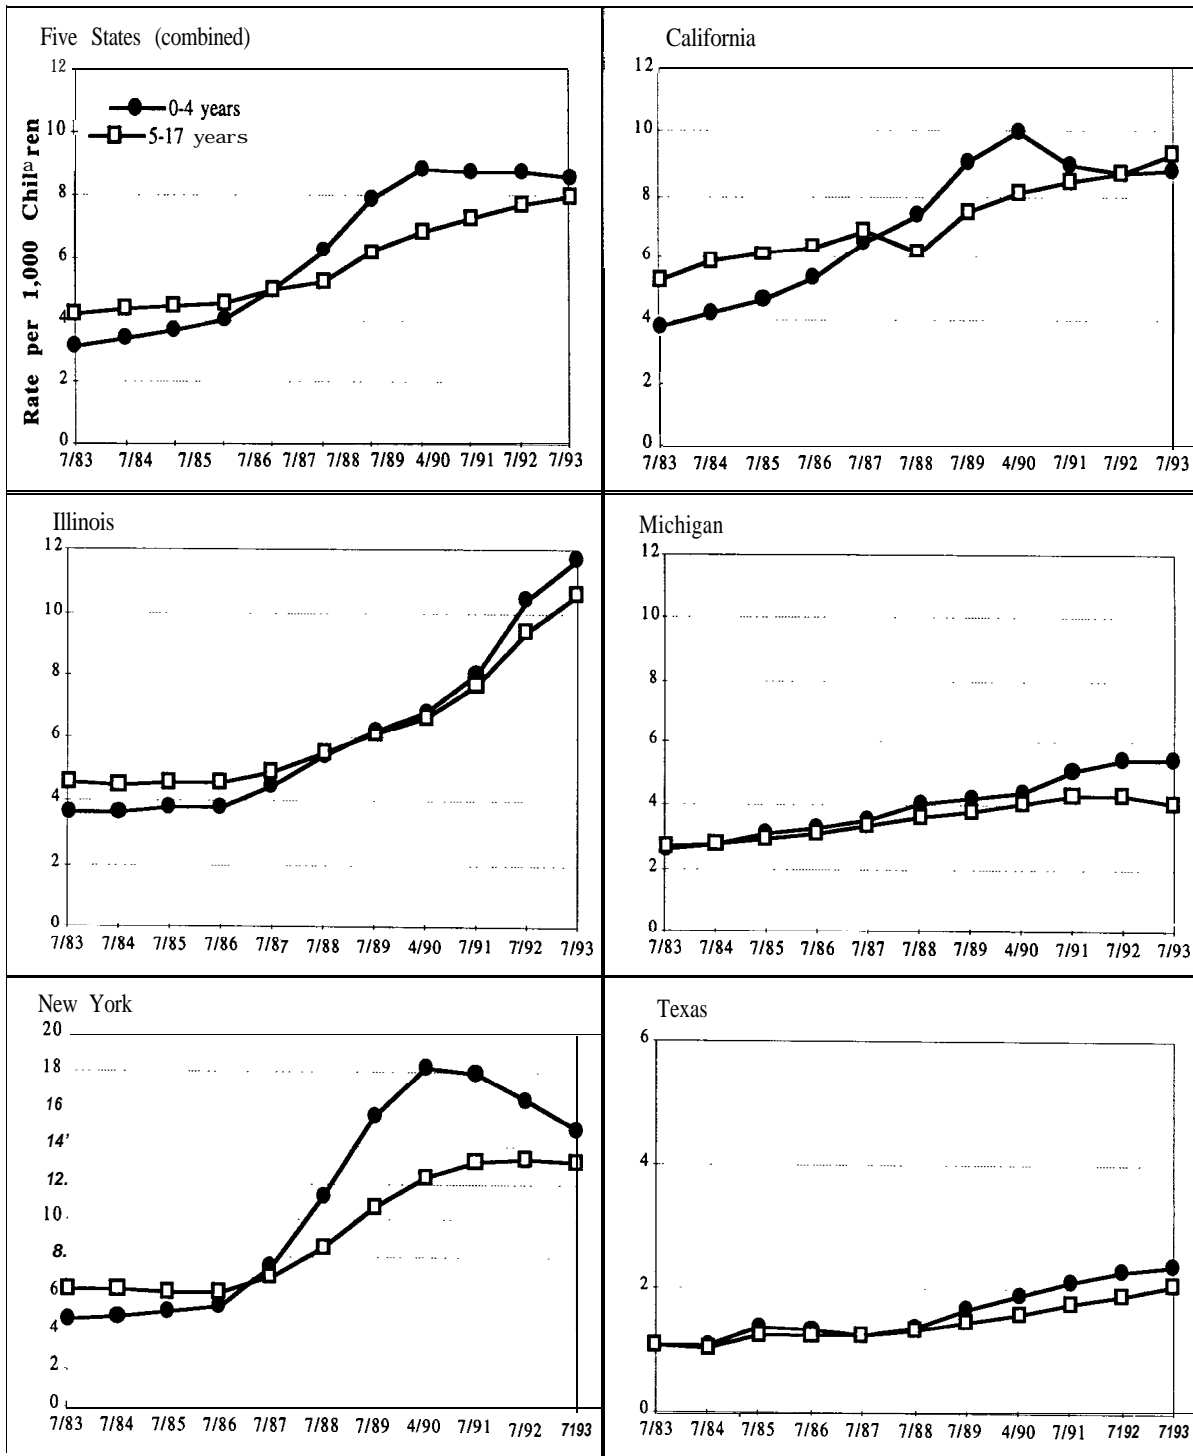 Five States (combined)
12
0-4 years
5-17 years
10
8
6
4
2
0
Rate per 1,000 Chilaren
7/83 7/84 7/85 7/86 7/87 7/88 7/89 4/90 7/91 7/92 7/93
California
12
10
8
6
4
2
0
7/83 7/84 7/85 7/86 7/87 7/88 7/89 4/90 7/91 7/92 7/93
Illinois
12
10
8
6
4
2
0
7/83 7/84 7/85 7/86 7/87 7/88 7/89 4/90 7/91 7/92 7/93
Michigan
12
10
8
6
4
2
0
7/83 7/84 7/85 7/86 7/87 7/88 7/89 4/90 7/91 7/92 7/93
New York
20
18
16
14'
12.
10.
8.
6
4
2
0
7/83 7/84 7/85 7/86 7/87 7/88 7/89 4/90 7/91 7/92 7193
Texas
6
4
2
0
7/83 7/84 7/85 7/86 7/87 7/88 7/89 4/90 7/91 7192 7193